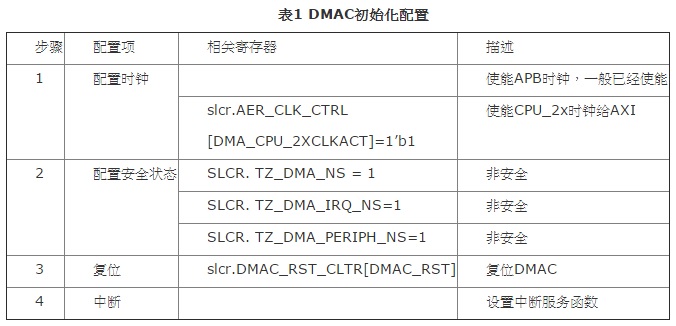 表1 DMAC初始化配置
步骤 配置项 相关寄存器 描述
1 配置时钟 使能APB时钟，一般已经使能
slcr.AER_CLK_CTRL
[DMA_CPU_2XCLKACT]=1’b1 使能CPU_2x时钟给AXI
2 配置安全状态 SLCR. TZ_DMA_NS = 1 非安全
SLCR. TZ_DMA_IRQ_NS=1 非安全
SLCR. TZ_DMA_PERIPH_NS=1 非安全
3 复位 slcr.DMAC_RST_CLTR[DMAC_RST] 复位DMAC
4 中断 设置中断服务函数